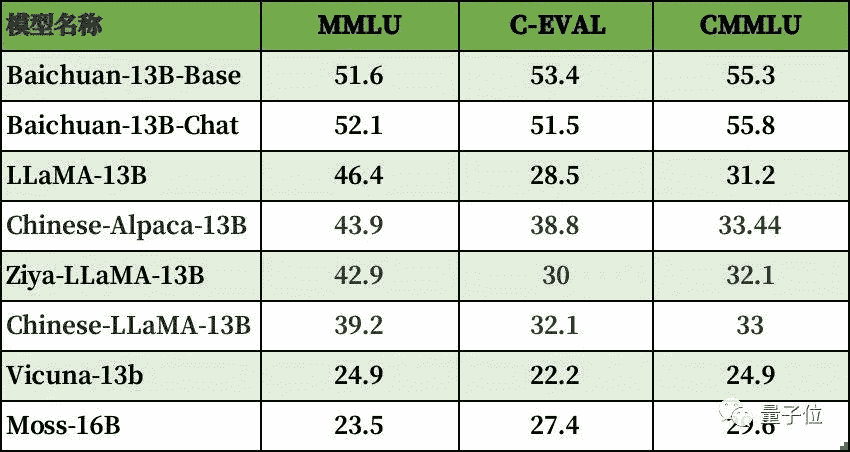 模型名称 MMLU C-EVAL CMMLU
Baichuan-13B-Base 51.6 53.4 55.3
Baichuan-13B-Chat 52.1 51.5 55.8
LLaMA-13B 46.4 28.5 31.2
Chinese-Alpaca-13B 43.9 38.8 33.44
Ziya-LLaMA-13B 42.9 30 32.1
Chinese-LLaMA-13B 39.2 32.1 33
Vicuna-13b 24.9 22.2 24.9
Moss-16B 23.5 27.4 29.6
量子位